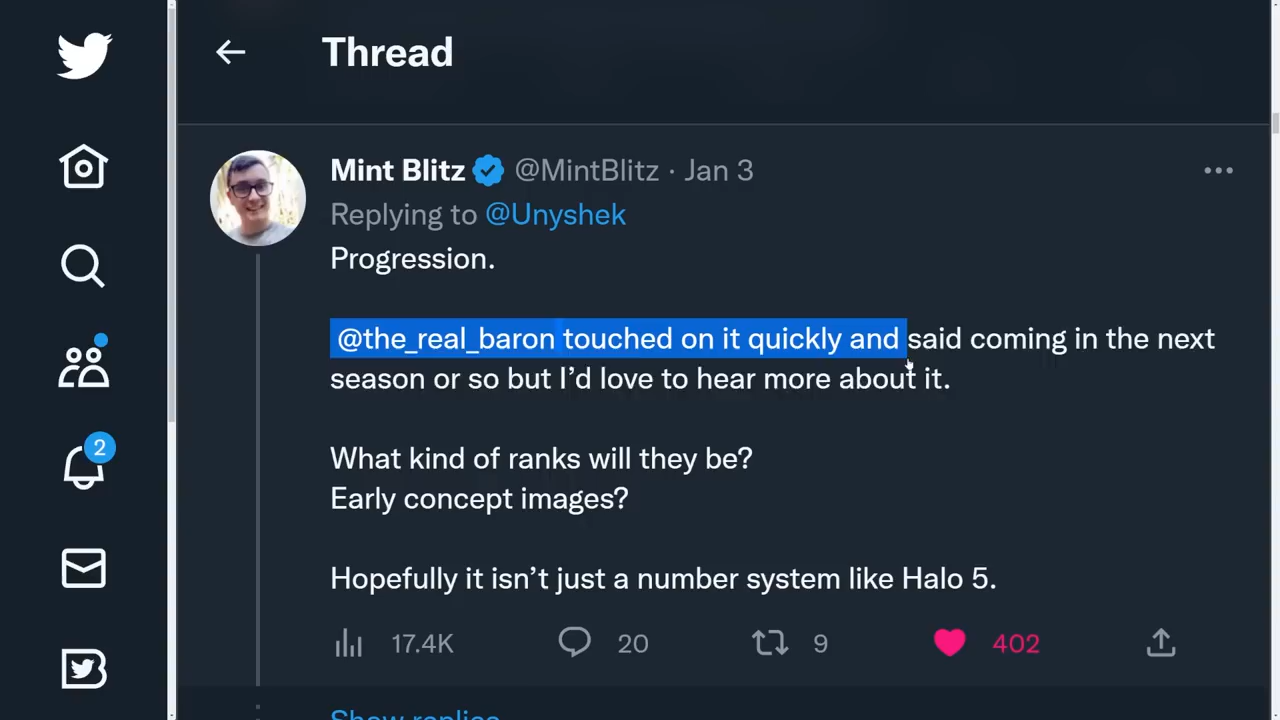 Thread
Mint Blitz @MintBlitz · Jan 3
Replying to @Unyshek
Progression.
@the_real_baron touched on it quickly and said coming in the next
season or so but I’d love to hear more about it.
What kind of ranks will they be?
Early concept images?
Hopefully it isn’t just a number system like Halo 5.
2
17.4K 20 9 402
Show replies